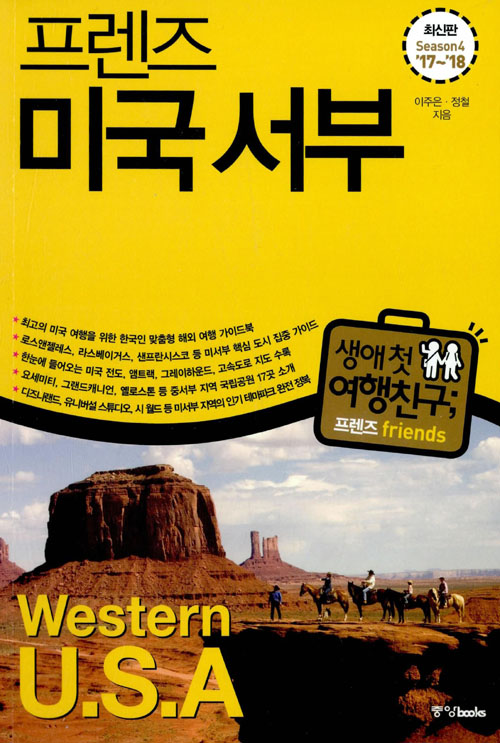 프렌즈
미국 서부
최신판
Season4
'17~'18
이주은 · 정철
지음
* 최고의 미국 여행을 위한 한국인 맞춤형 해외 여행 가이드북
* 로스앤젤레스, 라스베이거스, 샌프란시스코 등 미서부 핵심 도시 집중 가이드
* 한눈에 들어오는 미국 전도, 앰트랙, 그레이하운드, 고속도로 지도 수록
* 요세미티, 그랜드캐니언, 옐로스톤 등 중서부 지역 국립공원 17곳 소개
* 디즈니랜드, 유니버설 스튜디오, 시 월드 등 미서부 지역의 인기 테마파크 완전 정복
생애 첫
여행친구;
프렌즈 friends
Western
U.S.A
중앙books